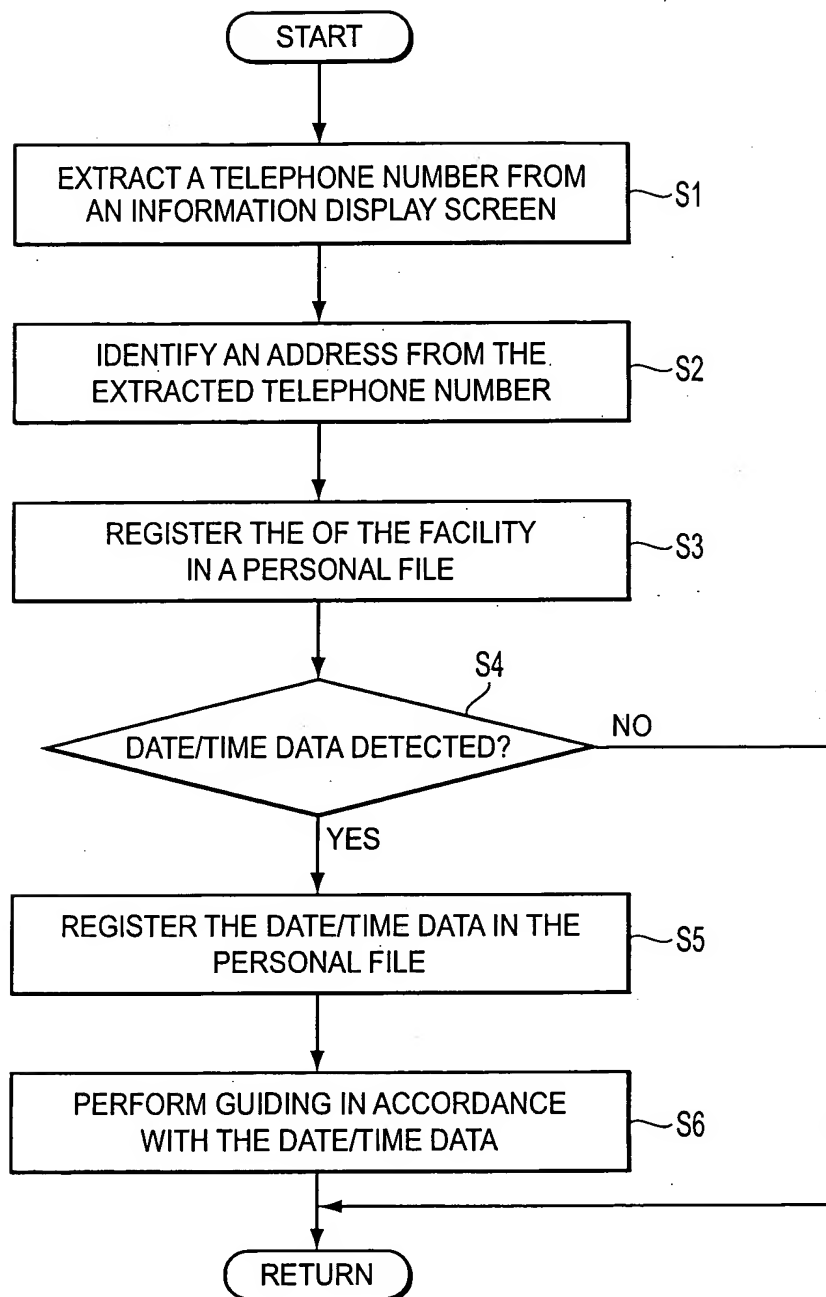 START
EXTRACT A TELEPHONE NUMBER FROM
AN INFORMATION DISPLAY SCREEN
S1
IDENTIFY AN ADDRESS FROM THE
EXTRACTED TELEPHONE NUMBER
S2
REGISTER THE OF THE FACILITY
IN A PERSONAL FILE
S3
S4
DATE/TIME DATA DETECTED?
NO
YES
REGISTER THE DATE/TIME DATA IN THE
PERSONAL FILE
S5
PERFORM GUIDING IN ACCORDANCE
WITH THE DATE/TIME DATA
S6
RETURN